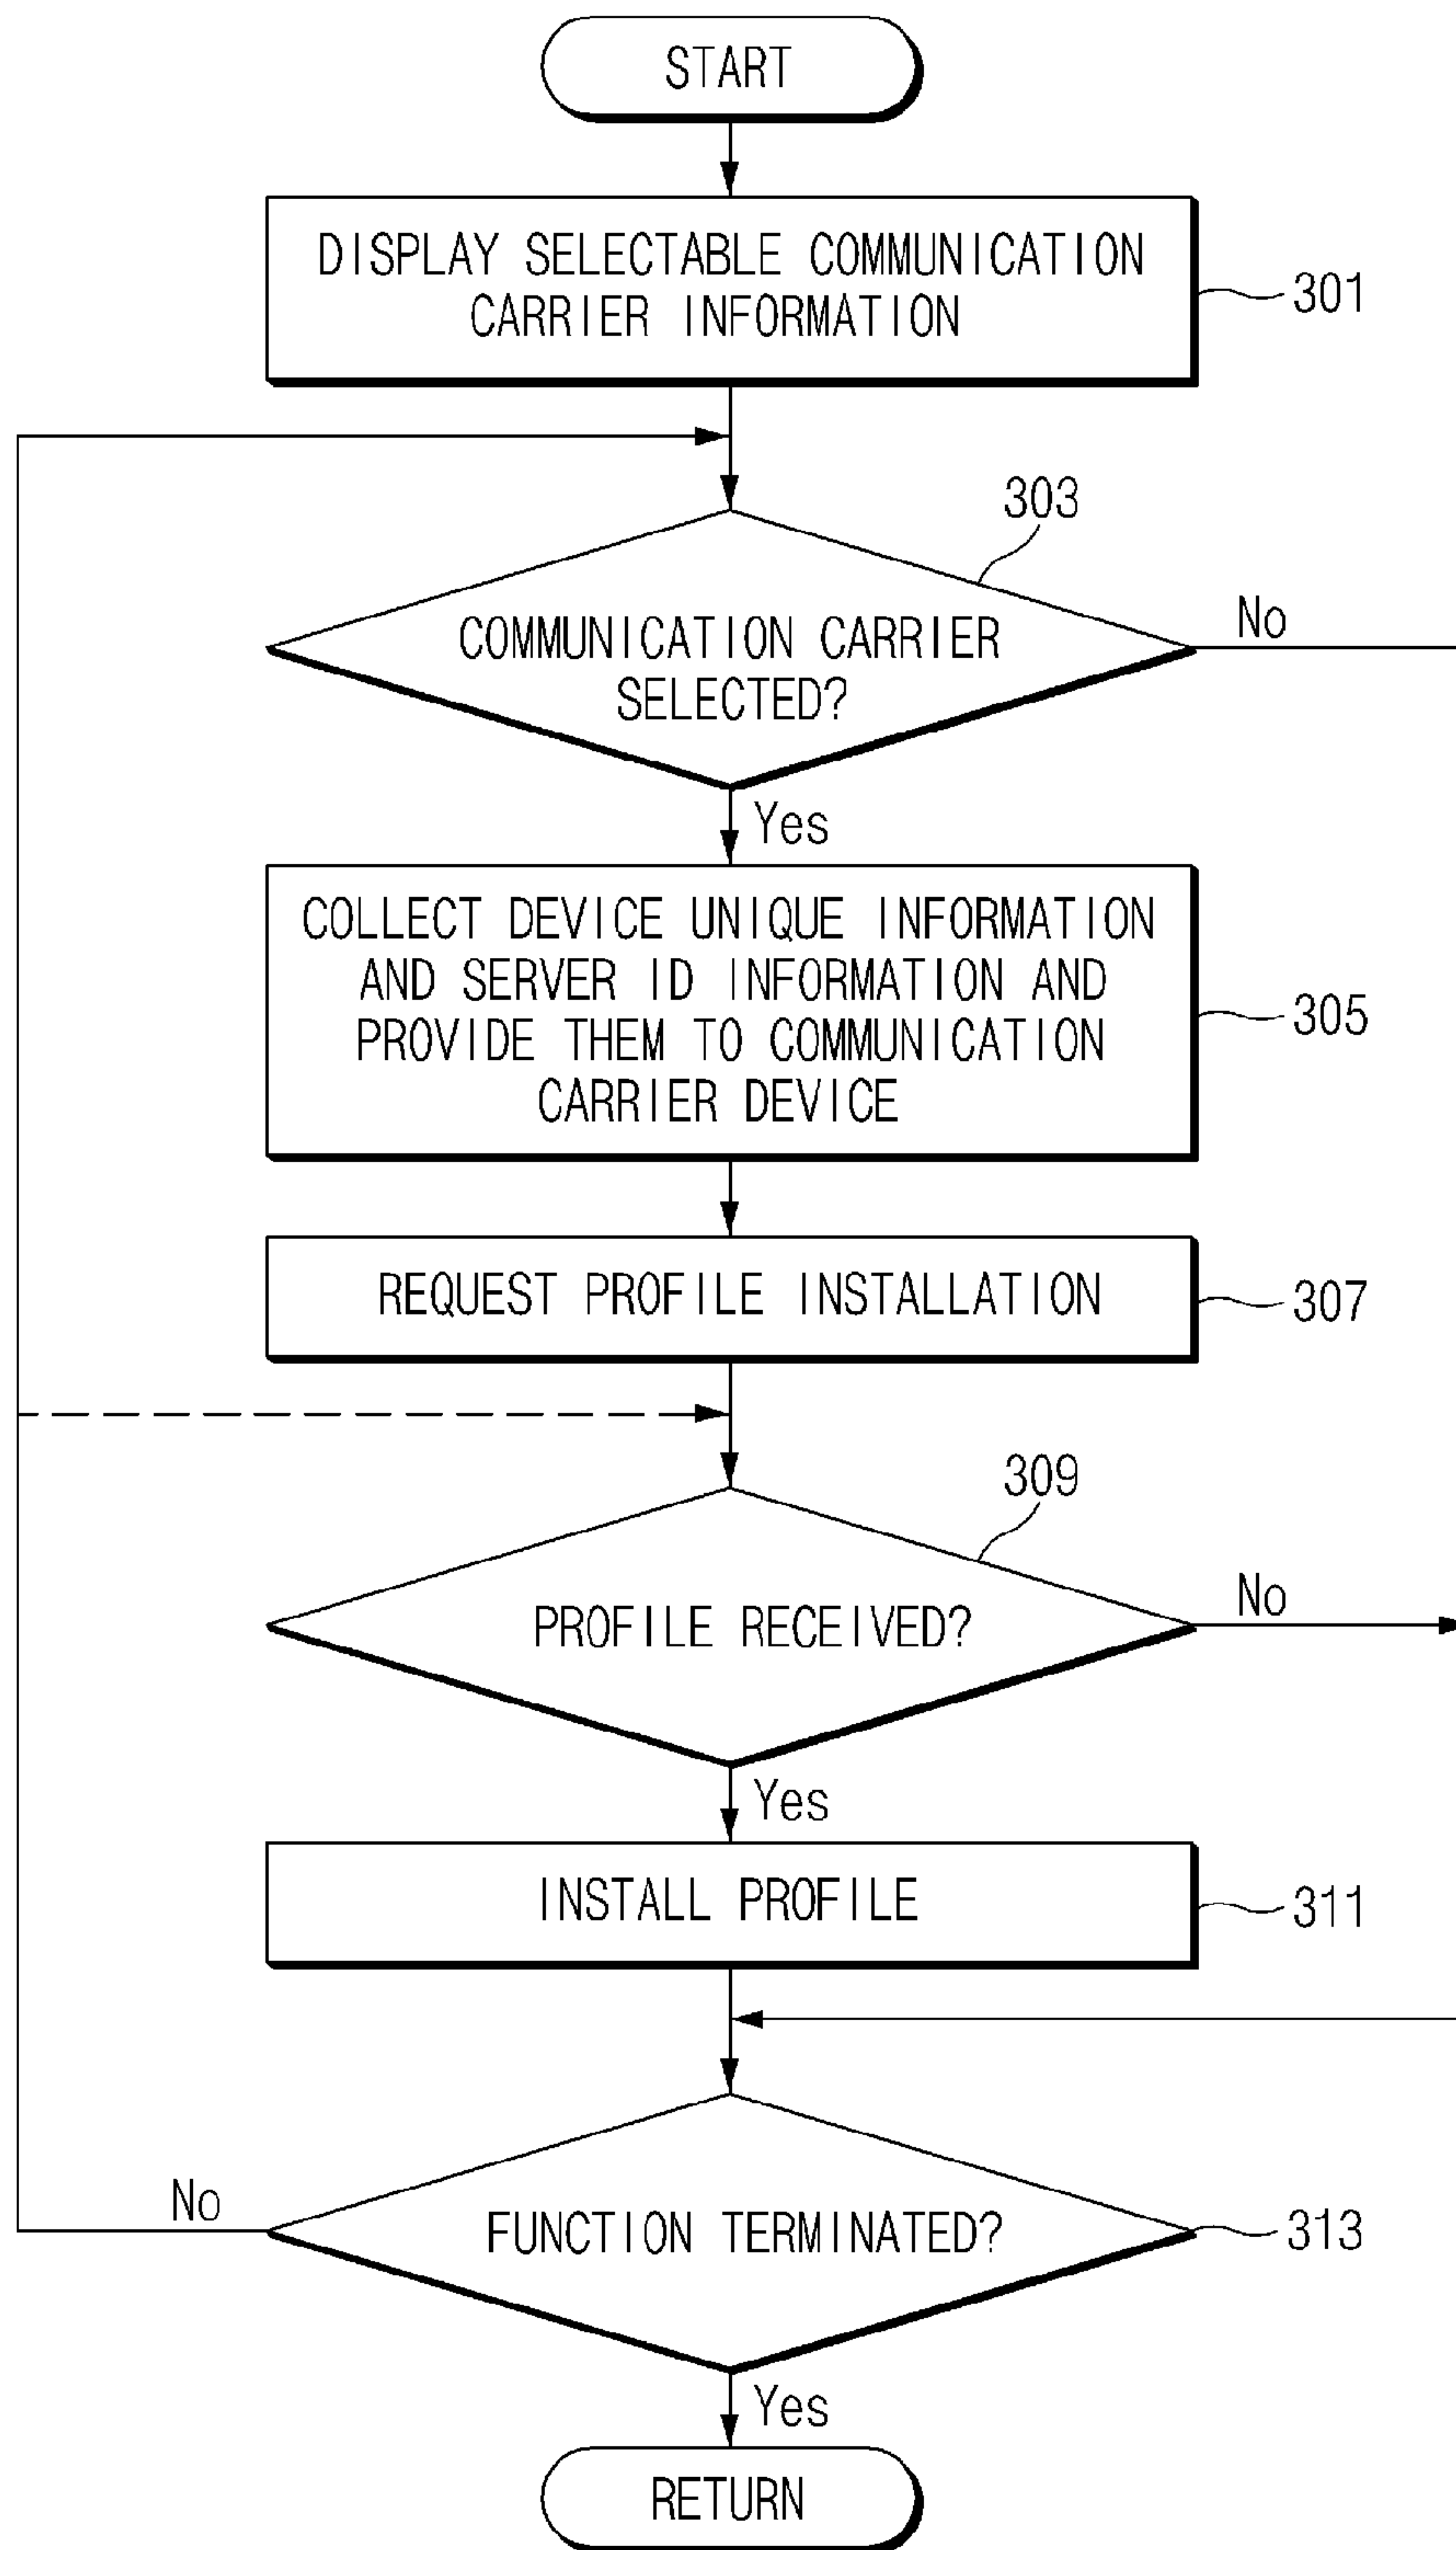 START
DISPLAY SELECTABLE COMMUNICATION
CARRIER INFORMATION
301
303
COMMUNICATION CARRIER
SELECTED?
No
Yes
COLLECT DEVICE UNIQUE INFORMATION
AND SERVER ID INFORMATION AND
PROVIDE THEM TO COMMUNICATION
CARRIER DEVICE
305
REQUEST PROFILE INSTALLATION
307
309
PROFILE RECEIVED?
No
Yes
INSTALL PROFILE
311
No
FUNCTION TERMINATED?
313
Yes
RETURN